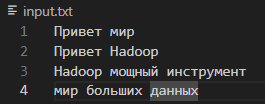 input.txt
1 Привет мир
2 Привет Hadoop
3 Hadoop мощный инструмент
4 мир больших данных